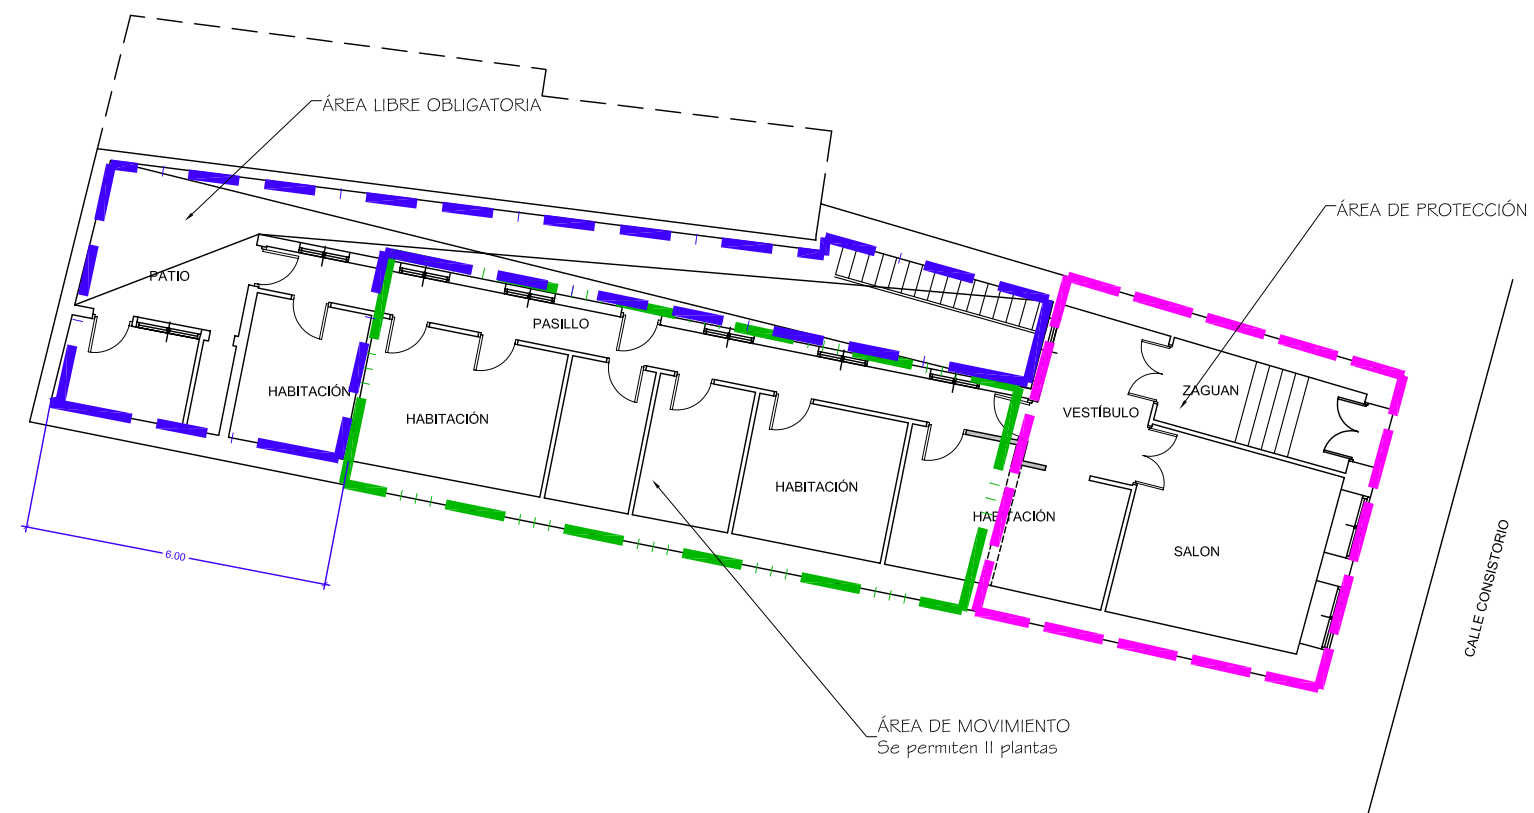 ÁREA LIBRE OBLIGATORIA
ÁREA DE PROTECCIÓN
PATIO
PASILLO
HABITACIÓN
HABITACIÓN
ZAGUAN
VESTÍBULO
HABITACIÓN
HABITACIÓN
SALON
6.00
CALLE CONSISTORIO
ÁREA DE MOVIMIENTO
Se permiten II plantas